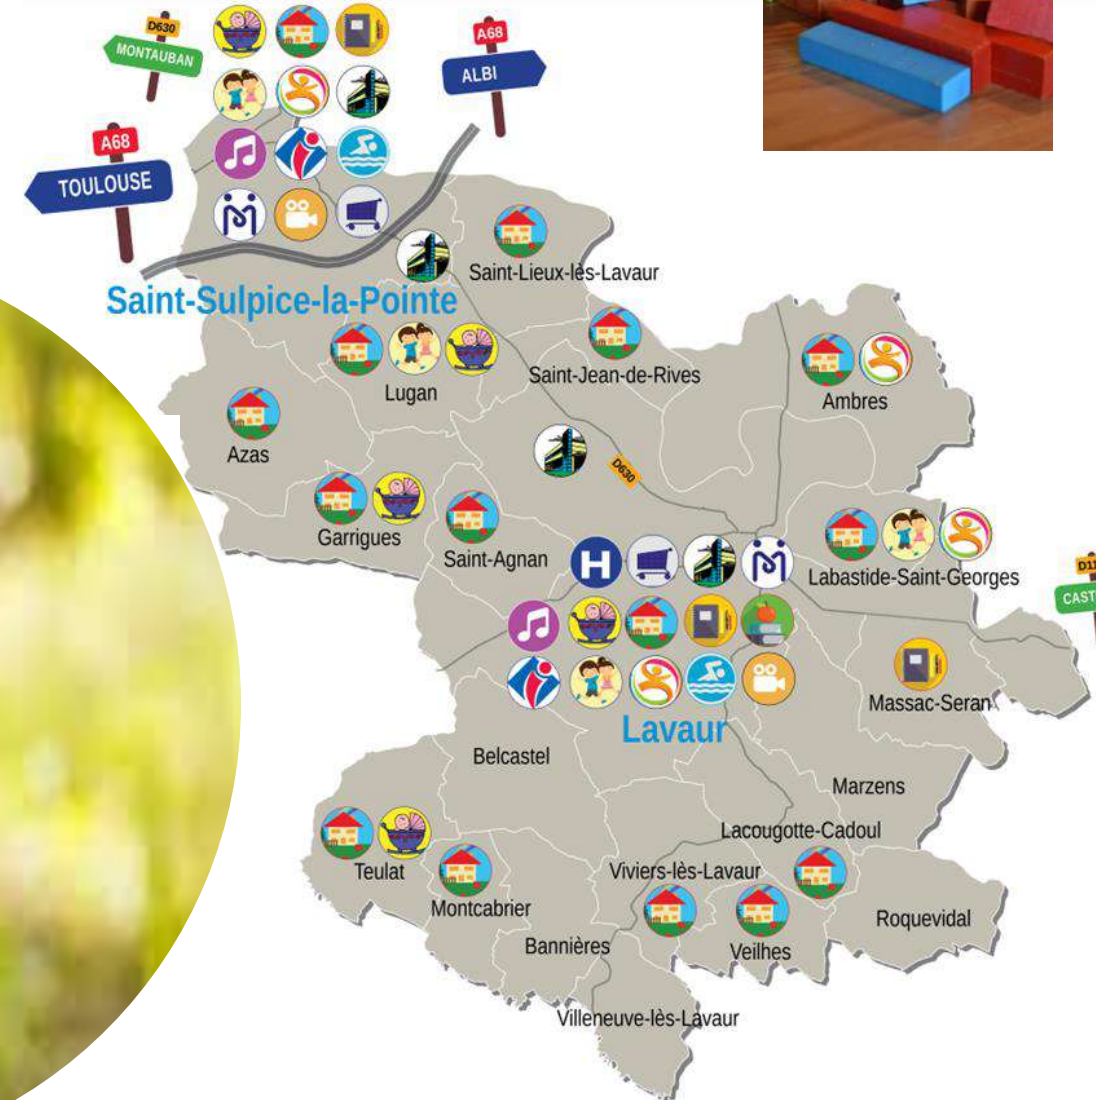 D630
MONTAUBAN
A68
ALBI
A68
TOULOUSE
Saint-Lieux-lès-Lavaur
Saint-Sulpice-la-Pointe
Saint-Jean-de-Rives
Lugan
Ambres
Azas
D630
Garrigues
Saint-Agnan
H
Labastide-Saint-Georges
D11
CAST
Massac-Seran
Lavaur
Belcastel
Marzens
Lacougotte-Cadoul
Teulat
Viviers-lès-Lavaur
Montcabrier
Roquevidal
Bannières
Veilhes
Villeneuve-lès-Lavaur